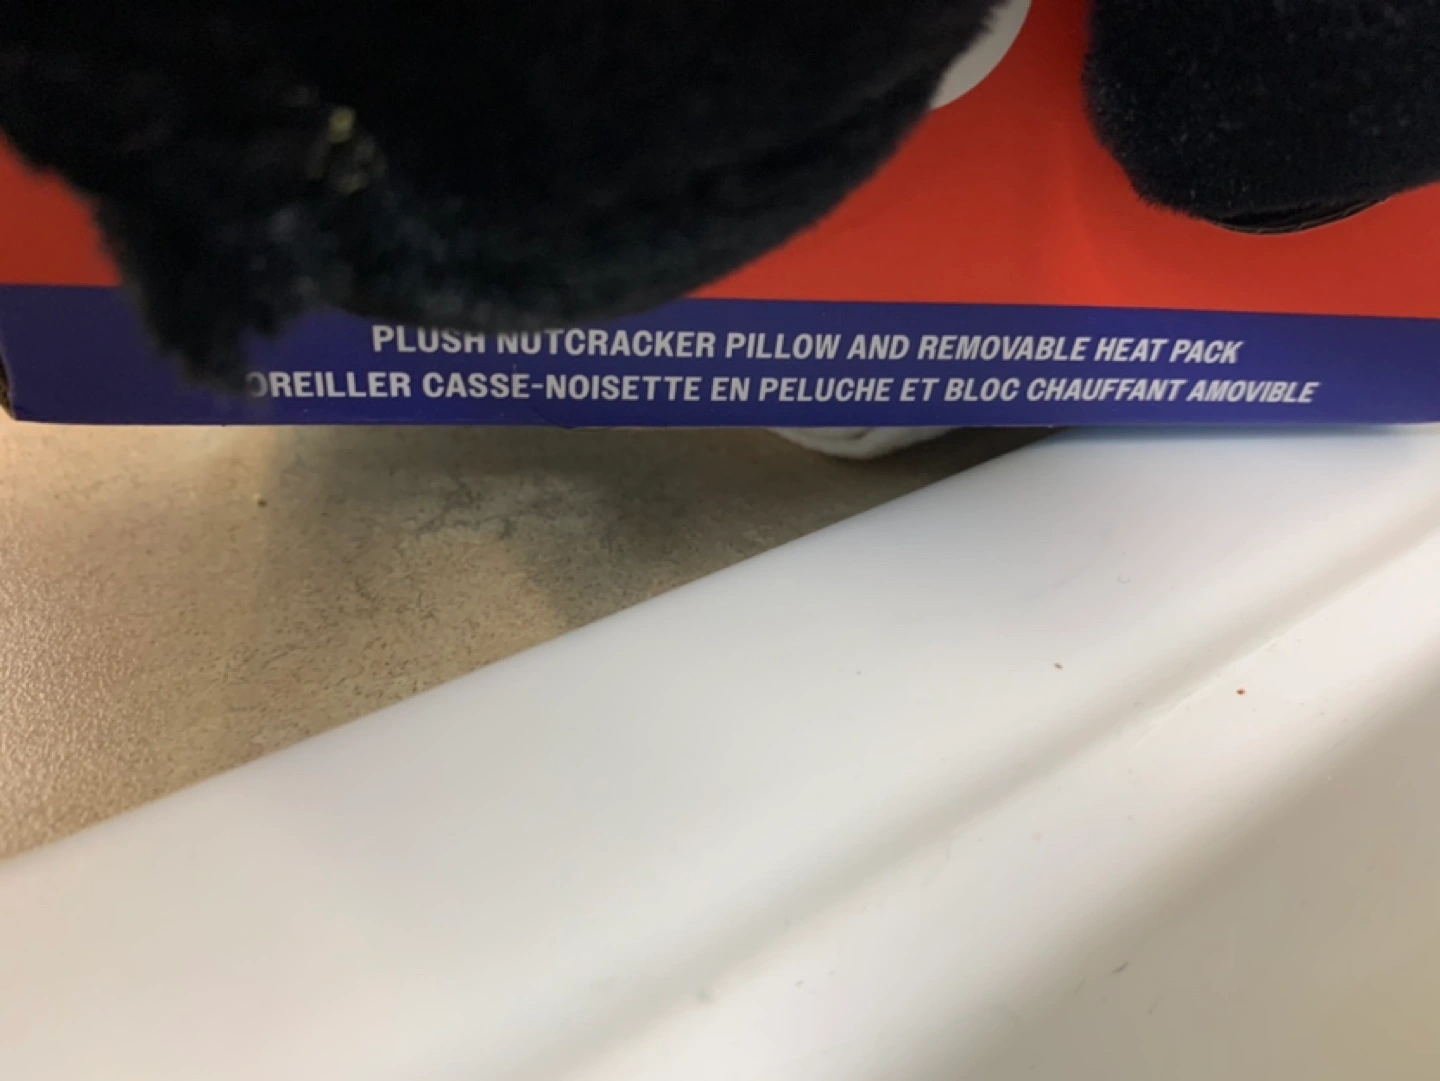 PLUSH NUTCRACKER PILLOW AND REMOVABLE HEAT PACK
OREILLER CASSE-NOISETTE EN PELUCHE ET BLOC CHAUFFANT AMOVIBLE